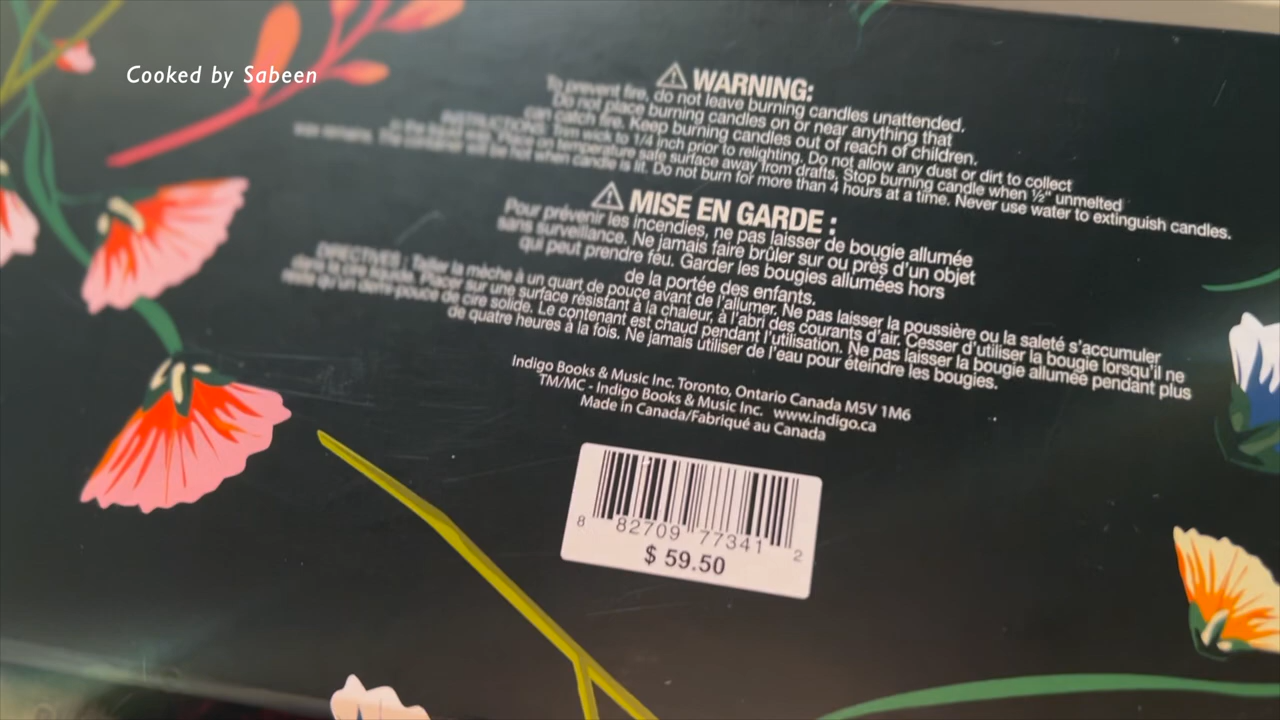 Cooked by Sabeen
WARNING:
To prevent fire, do not leave burning candles unattended.
Do not place burning candles on or near anything that
can catch fire. Keep burning candles out of reach of children.
INSTRUCTIONS: Trim wick to 1/4 inch prior to relighting. Do not allow any dust or dirt to collect
in the liquid wax. Place on temperature safe surface away from drafts. Stop burning candle when ½" unmelted
wax remains. The container will be hot when candle is lit. Do not burn for more than 4 hours at a time. Never use water to extinguish candles.
MISE EN GARDE :
Pour prévenir les incendies, ne pas laisser de bougie allumée
sans surveillance. Ne jamais faire brûler sur ou près d'un objet
qui peut prendre feu. Garder les bougies allumées hors
de la portée des enfants.
DIRECTIVES : Tailler la mèche à un quart de pouce avant de l'allumer. Ne pas laisser la poussière ou la saleté s'accumuler
dans la cire liquide. Placer sur une surface résistant à la chaleur, à l'abri des courants d'air. Cesser d'utiliser la bougie lorsqu'il ne
reste qu'un demi-pouce de cire solide. Le contenant est chaud pendant l'utilisation. Ne pas laisser la bougie allumée pendant plus
de quatre heures à la fois. Ne jamais utiliser de l'eau pour éteindre les bougies.
Indigo Books & Music Inc. Toronto, Ontario Canada M5V 1M6
TM/MC - Indigo Books & Music Inc. www.indigo.ca
Made in Canada/Fabriqué au Canada
8 82709 77341 2
$ 59.50